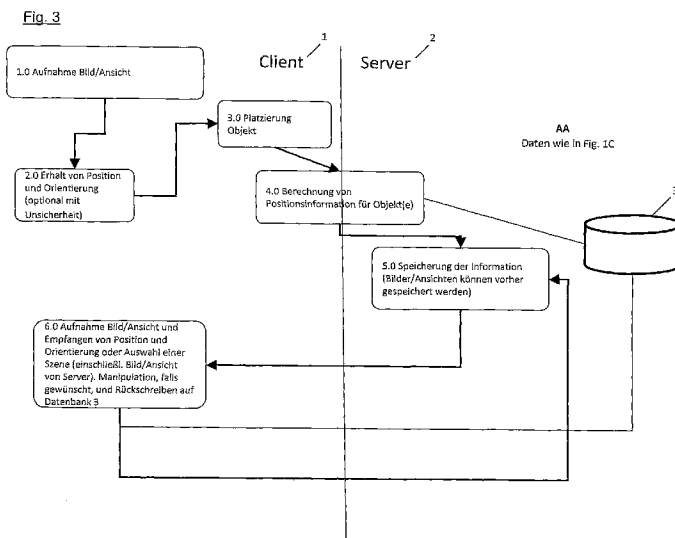 Fig. 3
1
2
Client
Server
1.0 Aufnahme Bild/Ansicht
3.0 Platzierung
Objekt
AA
Daten wie in Fig. 1C
2.0 Erhalt von Position
und Orientierung
(optional mit
Unsicherheit)
4.0 Berechnung von
Positionsinformation für Objekt(e)
3
5.0 Speicherung der Information
(Bilder/Ansichten können vorher
gespeichert werden)
6.0 Aufnahme Bild/Ansicht und
Empfangen von Position und
Orientierung oder Auswahl einer
Szene (einschließl. Bild/Ansicht
von Server). Manipulation, falls
gewünscht, und Rückschreiben auf
Datenbank 3